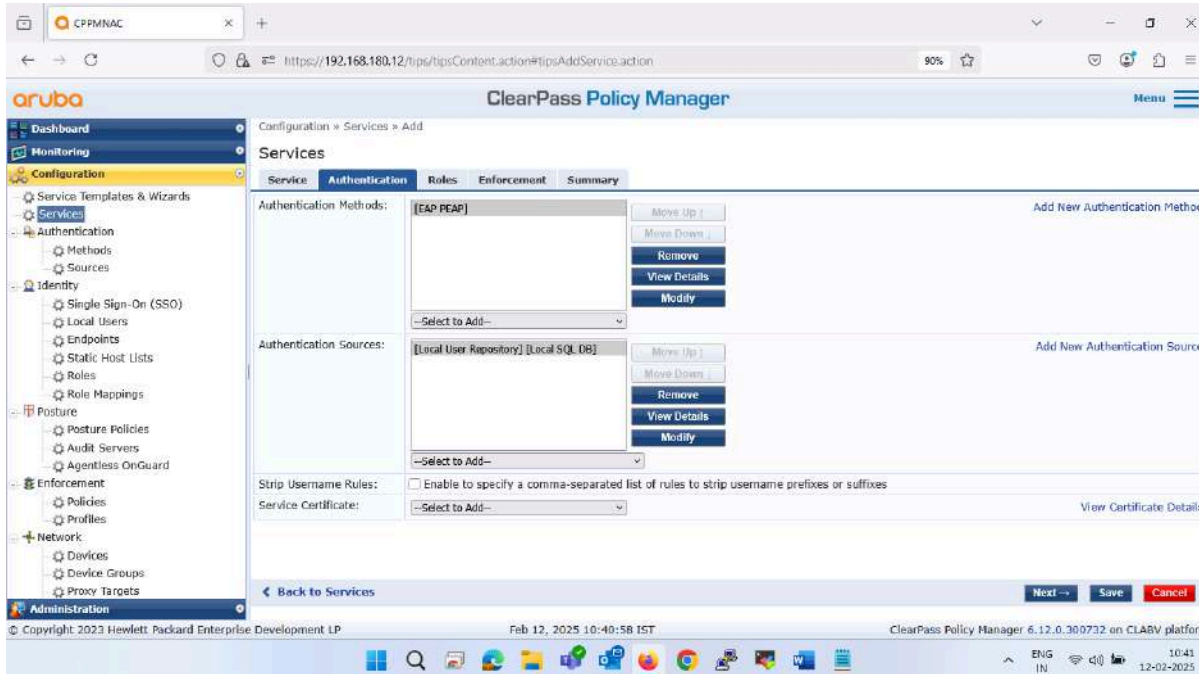 CPPMNAC
https://192.168.180.12/tips/tipsContent.action#tipsAddService.action
90%
aruba
ClearPass Policy Manager
Menu
Dashboard
Monitoring
Configuration
Service Templates & Wizards
Services
Authentication
Methods
Sources
Identity
Single Sign-On (SSO)
Local Users
Endpoints
Static Host Lists
Roles
Role Mappings
Posture
Posture Policies
Audit Servers
Agentless OnGuard
Enforcement
Policies
Profiles
Network
Devices
Device Groups
Proxy Targets
Administration
Configuration » Services » Add
Services
Service Authentication Roles Enforcement Summary
Authentication Methods:
[EAP PEAP]
Move Up ↑
Move Down ↓
Remove
View Details
Modify
--Select to Add--
Add New Authentication Metho
Authentication Sources:
[Local User Repository] [Local SQL DB]
Move Up ↑
Move Down ↓
Remove
View Details
Modify
--Select to Add--
Add New Authentication Source
Strip Username Rules:
Enable to specify a comma-separated list of rules to strip username prefixes or suffixes
Service Certificate:
--Select to Add--
View Certificate Detail
Back to Services
Next → Save Cancel
© Copyright 2023 Hewlett Packard Enterprise Development LP
Feb 12, 2025 10:40:58 IST
ClearPass Policy Manager 6.12.0.300732 on CLABV platfor
ENG
IN
10:41
12-02-2025